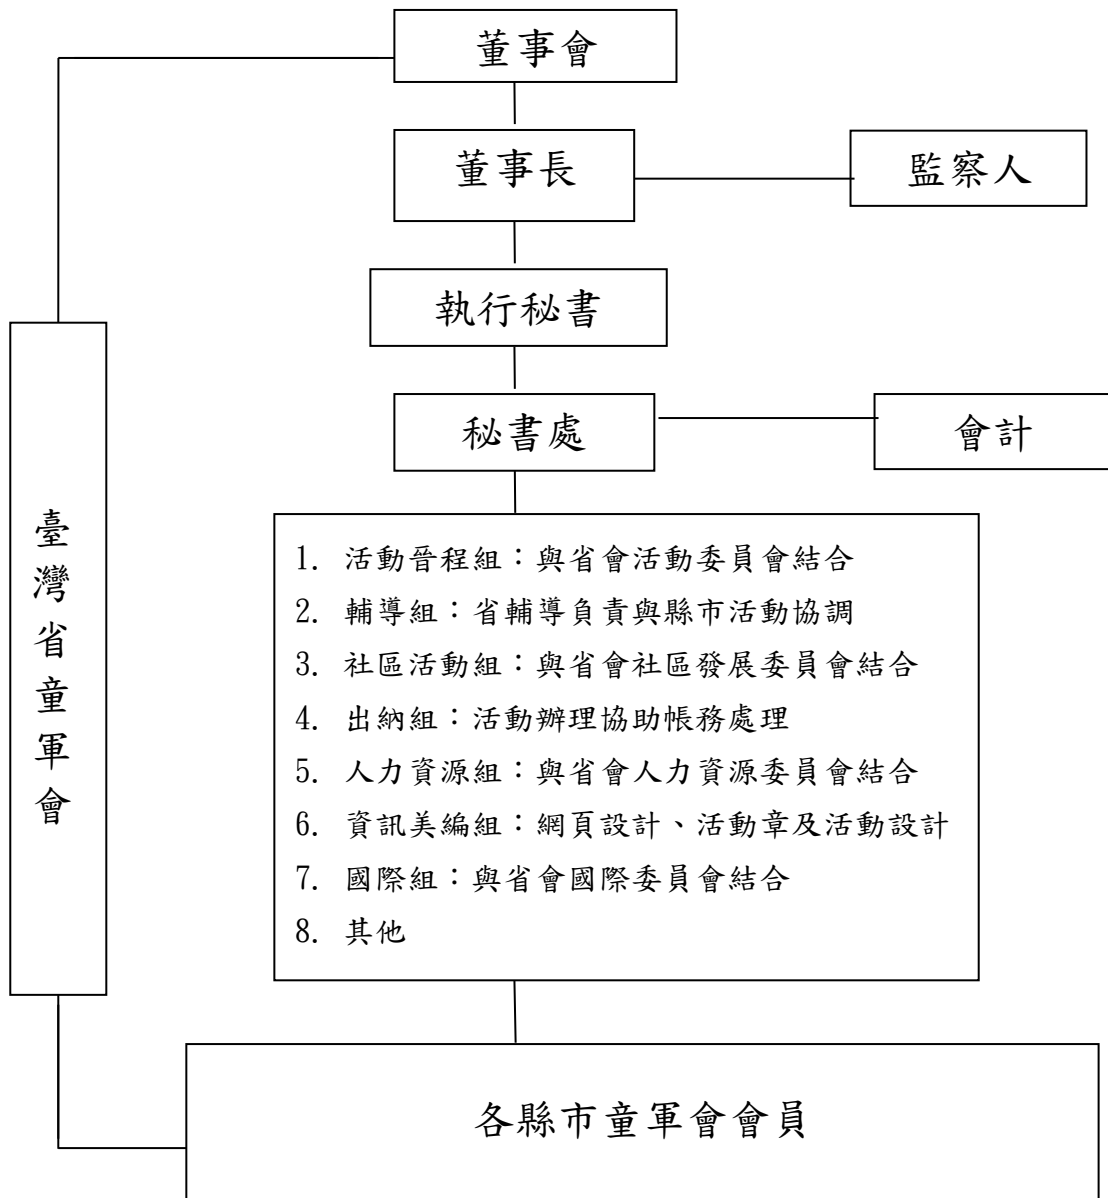 董事會
董事長
監察人
執行秘書
秘書處
會計
臺灣省童軍會
1. 活動晉程組：與省會活動委員會結合
2. 輔導組：省輔導負責與縣市活動協調
3. 社區活動組：與省會社區發展委員會結合
4. 出納組：活動辦理協助帳務處理
5. 人力資源組：與省會人力資源委員會結合
6. 資訊美編組：網頁設計、活動章及活動設計
7. 國際組：與省會國際委員會結合
8. 其他
各縣市童軍會會員